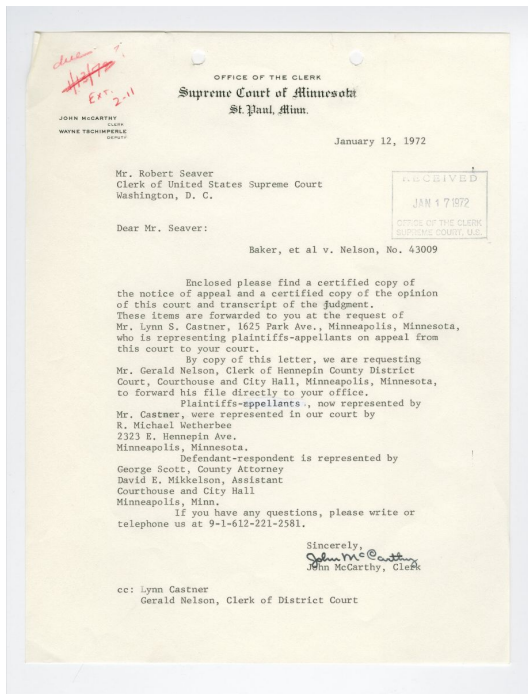 due
Ext.
2-11
OFFICE OF THE CLERK
Supreme Court of Minnesota
St. Paul, Minn.
JOHN McCARTHY
CLERK
WAYNE TSCHIMPERLE
DEPUTY
January 12, 1972
Mr. Robert Seaver
Clerk of United States Supreme Court
Washington, D. C.
RECEIVED
JAN 17 1972
OFFICE OF THE CLERK
SUPREME COURT, U.S.
Dear Mr. Seaver:
Baker, et al v. Nelson, No. 43009
Enclosed please find a certified copy of
the notice of appeal and a certified copy of the opinion
of this court and transcript of the judgment.
These items are forwarded to you at the request of
Mr. Lynn S. Castner, 1625 Park Ave., Minneapolis, Minnesota,
who is representing plaintiffs-appellants on appeal from
this court to your court.
By copy of this letter, we are requesting
Mr. Gerald Nelson, Clerk of Hennepin County District
Court, Courthouse and City Hall, Minneapolis, Minnesota,
to forward his file directly to your office.
Plaintiffs-appellants , now represented by
Mr. Castner, were represented in our court by
R. Michael Wetherbee
2323 E. Hennepin Ave.
Minneapolis, Minnesota.
Defendant-respondent is represented by
George Scott, County Attorney
David E. Mikkelson, Assistant
Courthouse and City Hall
Minneapolis, Minn.
If you have any questions, please write or
telephone us at 9-1-612-221-2581.
Sincerely,
John McCarthy
John McCarthy, Clerk
cc: Lynn Castner
Gerald Nelson, Clerk of District Court